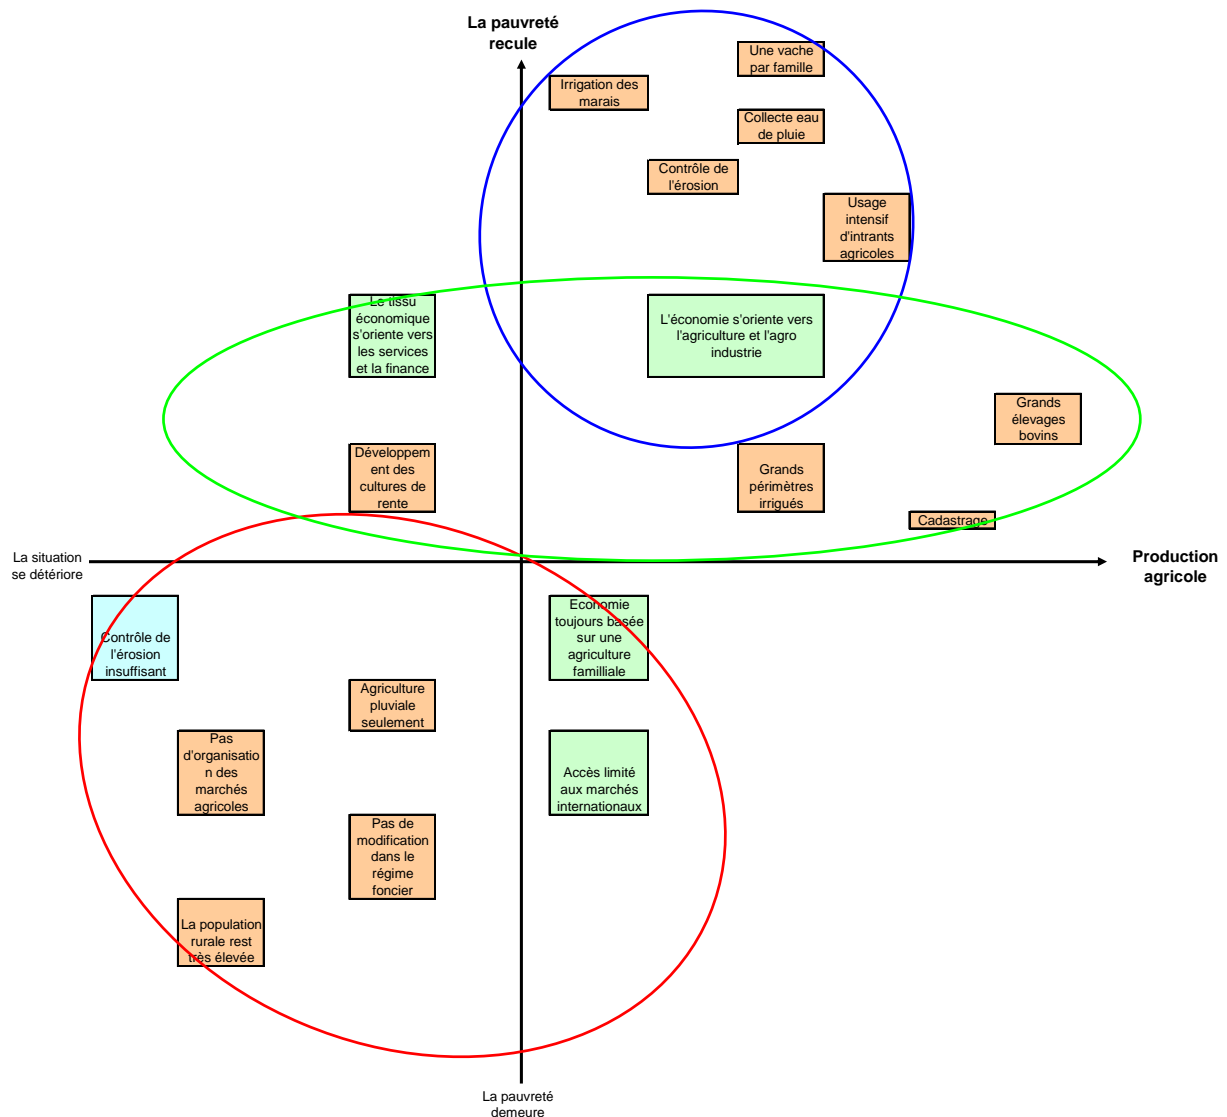 La pauvreté
recule
Une vache
par famille
Irrigation des
marais
Collecte eau
de pluie
Contrôle de
l'érosion
Usage
intensif
d'intrants
agricoles
Le tissu
économique
s'oriente vers
les services
et la finance
L'économie s'oriente vers
l'agriculture et l'agro
industrie
Grands
élevages
bovins
Développem
ent des
cultures de
rente
Grands
périmètres
irrigués
Cadastrage
La situation
se détériore
Production
agricole
Contrôle de
l'érosion
insuffisant
Economie
toujours basée
sur une
agriculture
familliale
Agriculture
pluviale
seulement
Pas
d'organisatio
n des
marchés
agricoles
Accès limité
aux marchés
internationaux
Pas de
modification
dans le
régime
foncier
La population
rurale rest
très élevée
La pauvreté
demeure